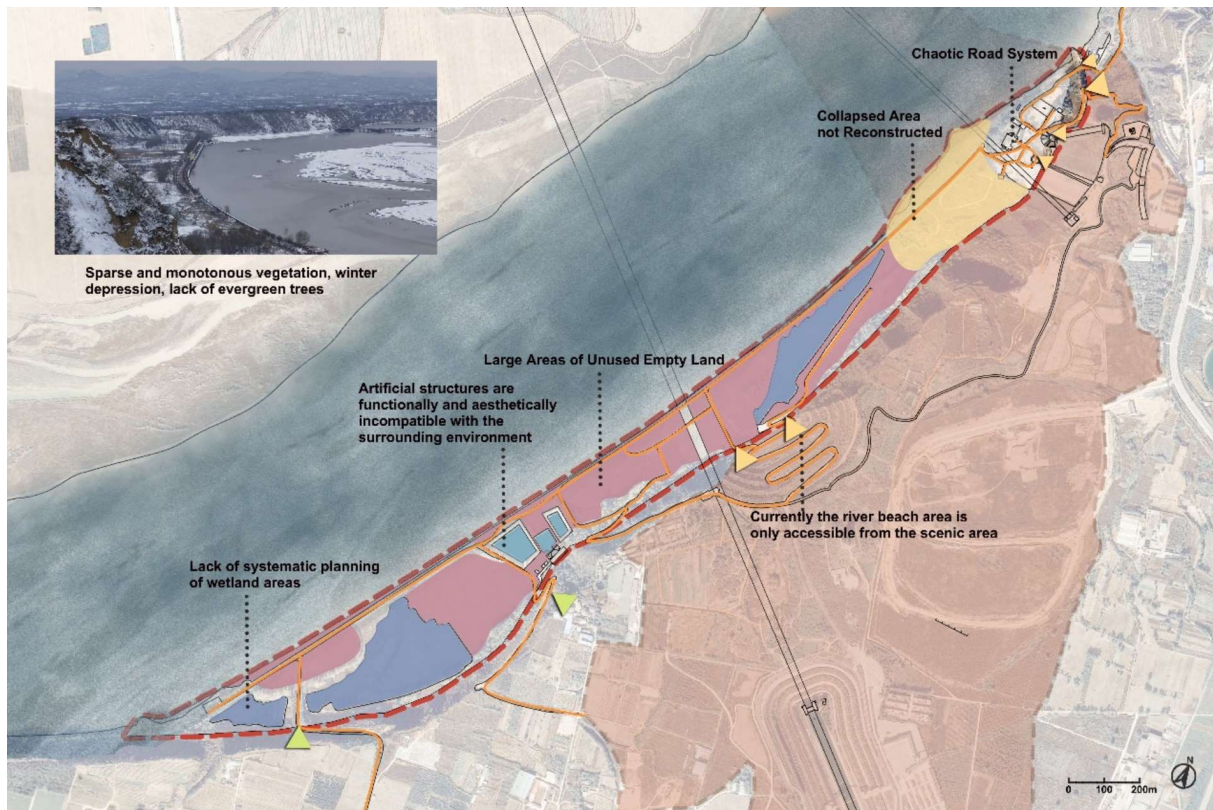 Chaotic Road System
Collapsed Area
not Reconstructed
Sparse and monotonous vegetation, winter
depression, lack of evergreen trees
Large Areas of Unused Empty Land
Artificial structures are
functionally and aesthetically
incompatible with the
surrounding environment
Currently the river beach area is
only accessible from the scenic area
Lack of systematic planning
of wetland areas
N
0 100 200m